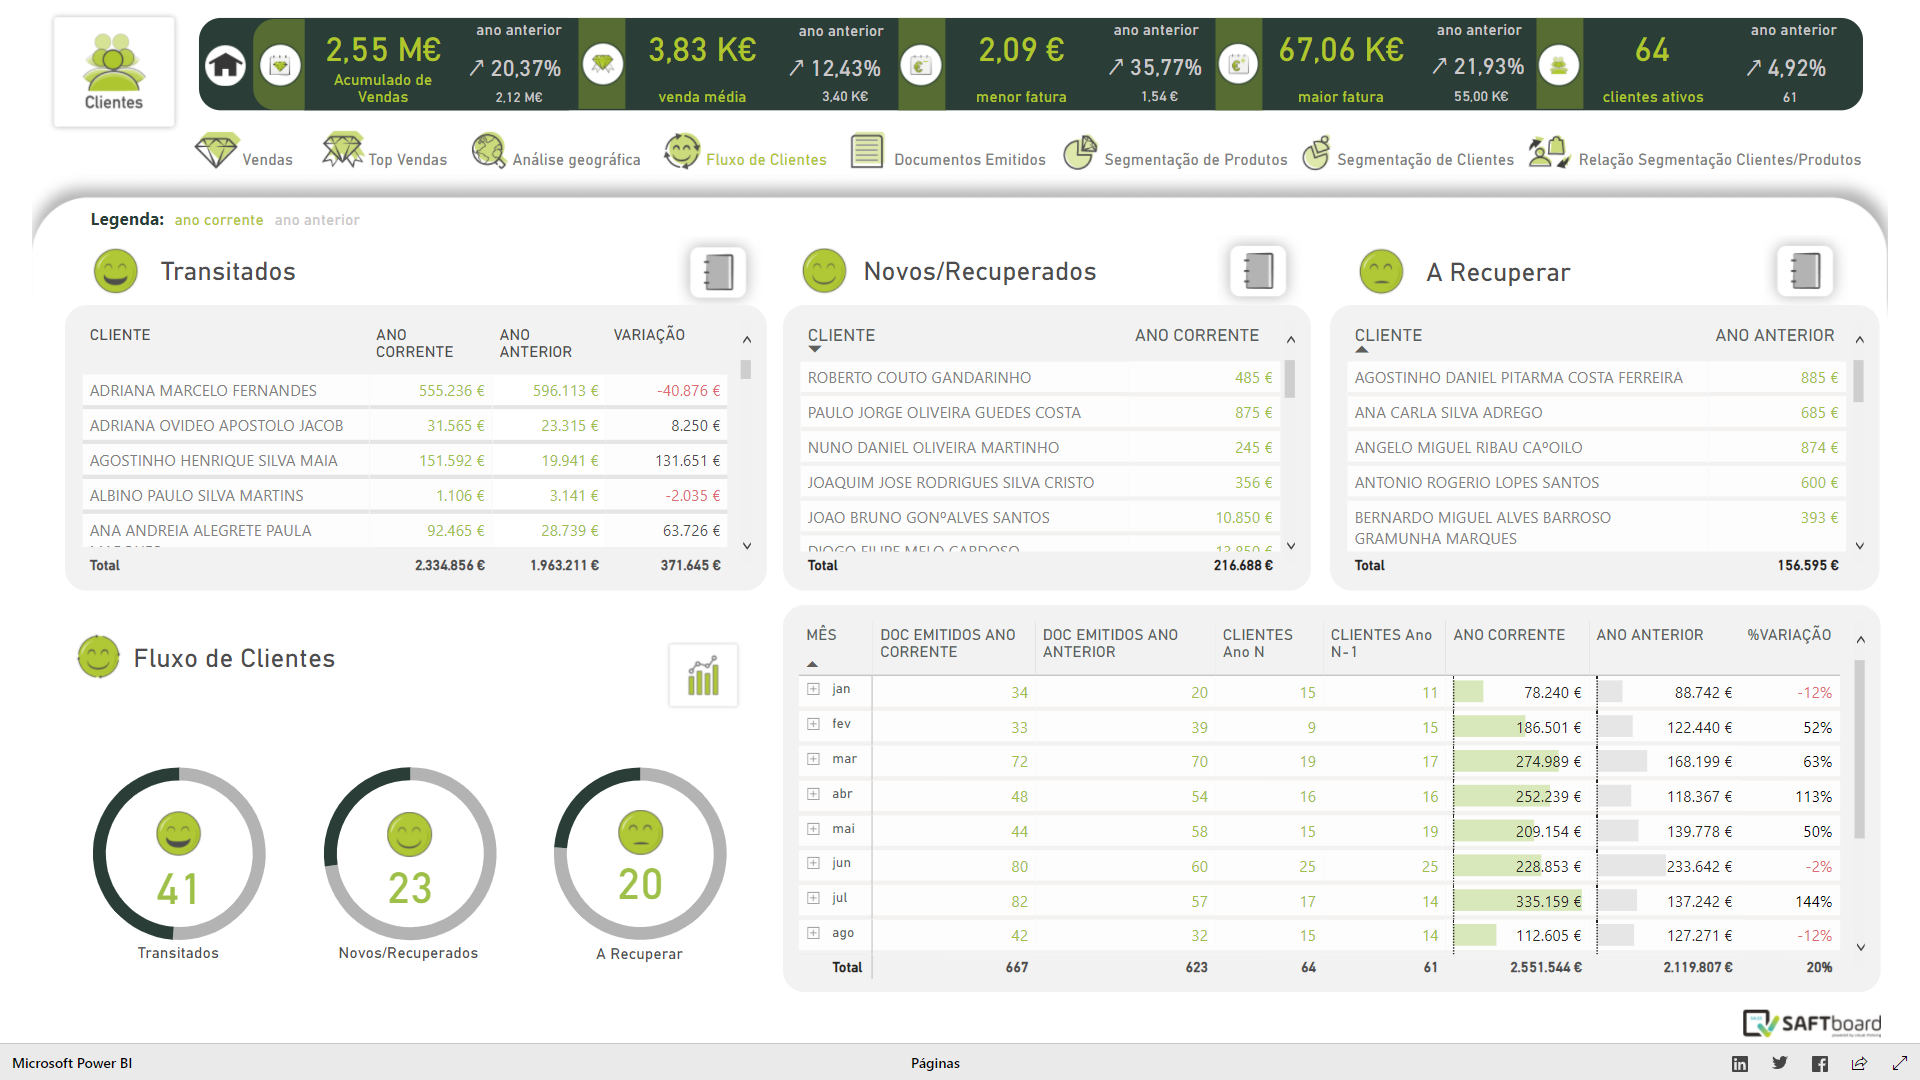 Clientes
2,55 M€
Acumulado de
Vendas
ano anterior
20,37%
2,12 M€
3,83 K€
venda média
ano anterior
12,43%
3,40 K€
2,09 €
menor fatura
ano anterior
35,77%
1,54 €
67,06 K€
maior fatura
ano anterior
21,93%
55,00 K€
64
clientes ativos
ano anterior
4,92%
61
Vendas
Top Vendas
Análise geográfica
Fluxo de Clientes
Documentos Emitidos
Segmentação de Produtos
Segmentação de Clientes
Relação Segmentação Clientes/Produtos
Legenda: ano corrente ano anterior
Transitados
CLIENTE ANO CORRENTE ANO ANTERIOR VARIAÇÃO
ADRIANA MARCELO FERNANDES 555.236 € 596.113 € -40.876 €
ADRIANA OVIDEO APOSTOLO JACOB 31.565 € 23.315 € 8.250 €
AGOSTINHO HENRIQUE SILVA MAIA 151.592 € 19.941 € 131.651 €
ALBINO PAULO SILVA MARTINS 1.106 € 3.141 € -2.035 €
ANA ANDREIA ALEGRETE PAULA 92.465 € 28.739 € 63.726 €
Total 2.334.856 € 1.963.211 € 371.645 €
Novos/Recuperados
CLIENTE ANO CORRENTE
ROBERTO COUTO GANDARINHO 485 €
PAULO JORGE OLIVEIRA GUEDES COSTA 875 €
NUNO DANIEL OLIVEIRA MARTINHO 245 €
JOAQUIM JOSE RODRIGUES SILVA CRISTO 356 €
JOAO BRUNO GONºALVES SANTOS 10.850 €
DIOGO FILIPE MELO CARDOSO 13.850 €
Total 216.688 €
A Recuperar
CLIENTE ANO ANTERIOR
AGOSTINHO DANIEL PITARMA COSTA FERREIRA 885 €
ANA CARLA SILVA ADREGO 685 €
ANGELO MIGUEL RIBAU CAºOILO 874 €
ANTONIO ROGERIO LOPES SANTOS 600 €
BERNARDO MIGUEL ALVES BARROSO 393 €
GRAMUNHA MARQUES
Total 156.595 €
Fluxo de Clientes
41
Transitados
23
Novos/Recuperados
20
A Recuperar
MÊS DOC EMITIDOS ANO CORRENTE DOC EMITIDOS ANO ANTERIOR CLIENTES Ano N CLIENTES Ano N-1 ANO CORRENTE ANO ANTERIOR %VARIAÇÃO
jan 34 20 15 11 78.240 € 88.742 € -12%
fev 33 39 9 15 186.501 € 122.440 € 52%
mar 72 70 19 17 274.989 € 168.199 € 63%
abr 48 54 16 16 252.239 € 118.367 € 113%
mai 44 58 15 19 209.154 € 139.778 € 50%
jun 80 60 25 25 228.853 € 233.642 € -2%
jul 82 57 17 14 335.159 € 137.242 € 144%
ago 42 32 15 14 112.605 € 127.271 € -12%
Total 667 623 64 61 2.551.544 € 2.119.807 € 20%
SAFTboard
Microsoft Power BI
Páginas